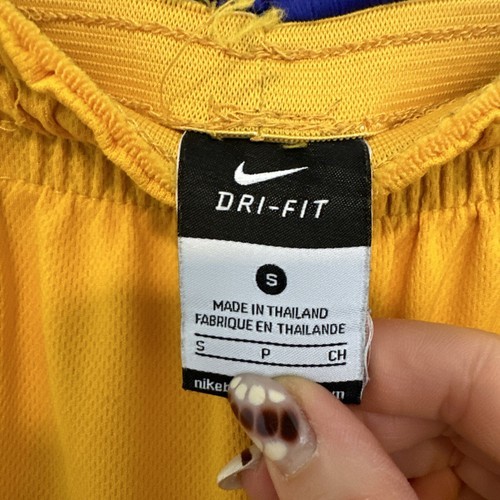 DRI-FIT
S
MADE IN THAILAND
FABRIQUE EN THAILANDE
S P CH